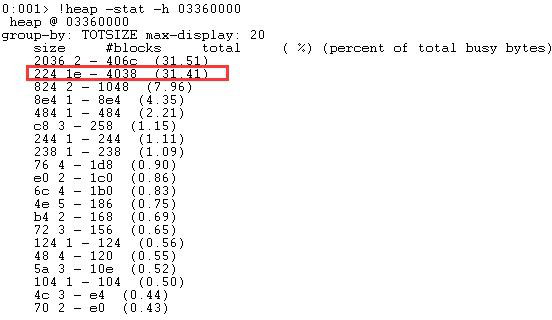 0:001> !heap -stat -h 03360000
heap @ 03360000
group-by: TOTSIZE max-display: 20
size #blocks total ( %) (percent of total busy bytes)
2036 2 - 406c (31.51)
224 1e - 4038 (31.41)
824 2 - 1048 (7.96)
8e4 1 - 8e4 (4.35)
484 1 - 484 (2.21)
c8 3 - 258 (1.15)
244 1 - 244 (1.11)
238 1 - 238 (1.09)
76 4 - 1d8 (0.90)
e0 2 - 1c0 (0.86)
6c 4 - 1b0 (0.83)
4e 5 - 186 (0.75)
b4 2 - 168 (0.69)
72 3 - 156 (0.65)
124 1 - 124 (0.56)
48 4 - 120 (0.55)
5a 3 - 10e (0.52)
104 1 - 104 (0.50)
4c 3 - e4 (0.44)
70 2 - e0 (0.43)